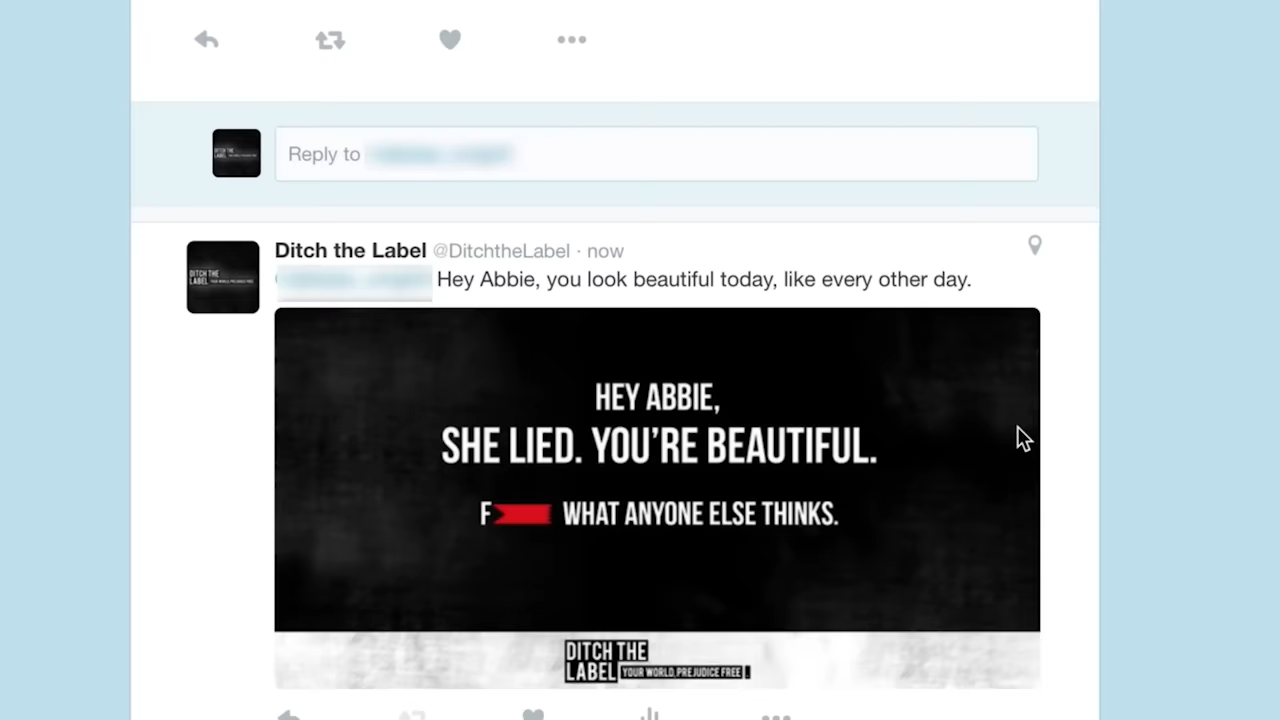 Reply to
Ditch the Label @DitchtheLabel · now
Hey Abbie, you look beautiful today, like every other day.
HEY ABBIE,
SHE LIED. YOU'RE BEAUTIFUL.
F WHAT ANYONE ELSE THINKS.
DITCH THE
LABEL YOUR WORLD, PREJUDICE FREE.